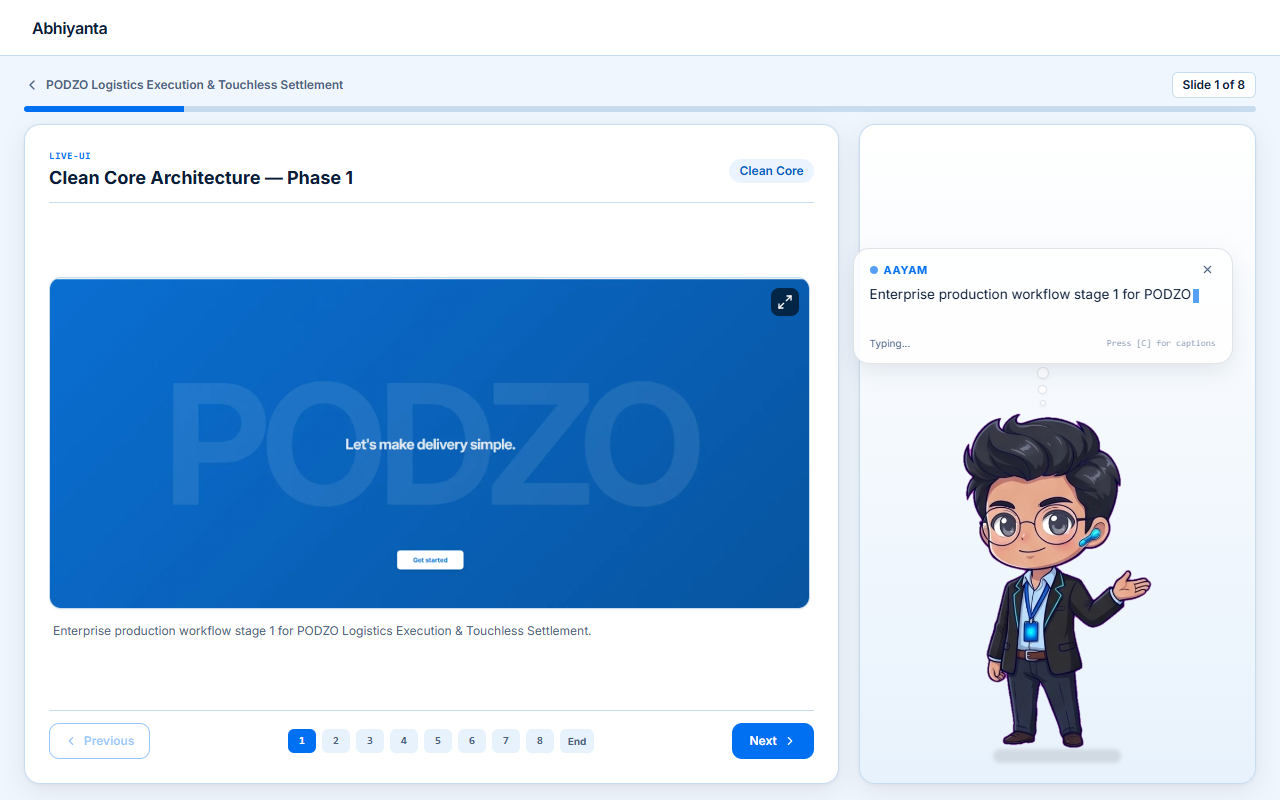 Abhiyanta
PODZO Logistics Execution & Touchless Settlement
Slide 1 of 8
LIVE-UI
Clean Core Architecture — Phase 1
Clean Core
PODZO
Let's make delivery simple.
Get started
Enterprise production workflow stage 1 for PODZO Logistics Execution & Touchless Settlement.
Previous
1 2 3 4 5 6 7 8 End
Next
AAYAM
Enterprise production workflow stage 1 for PODZO
Typing...
Press [C] for captions